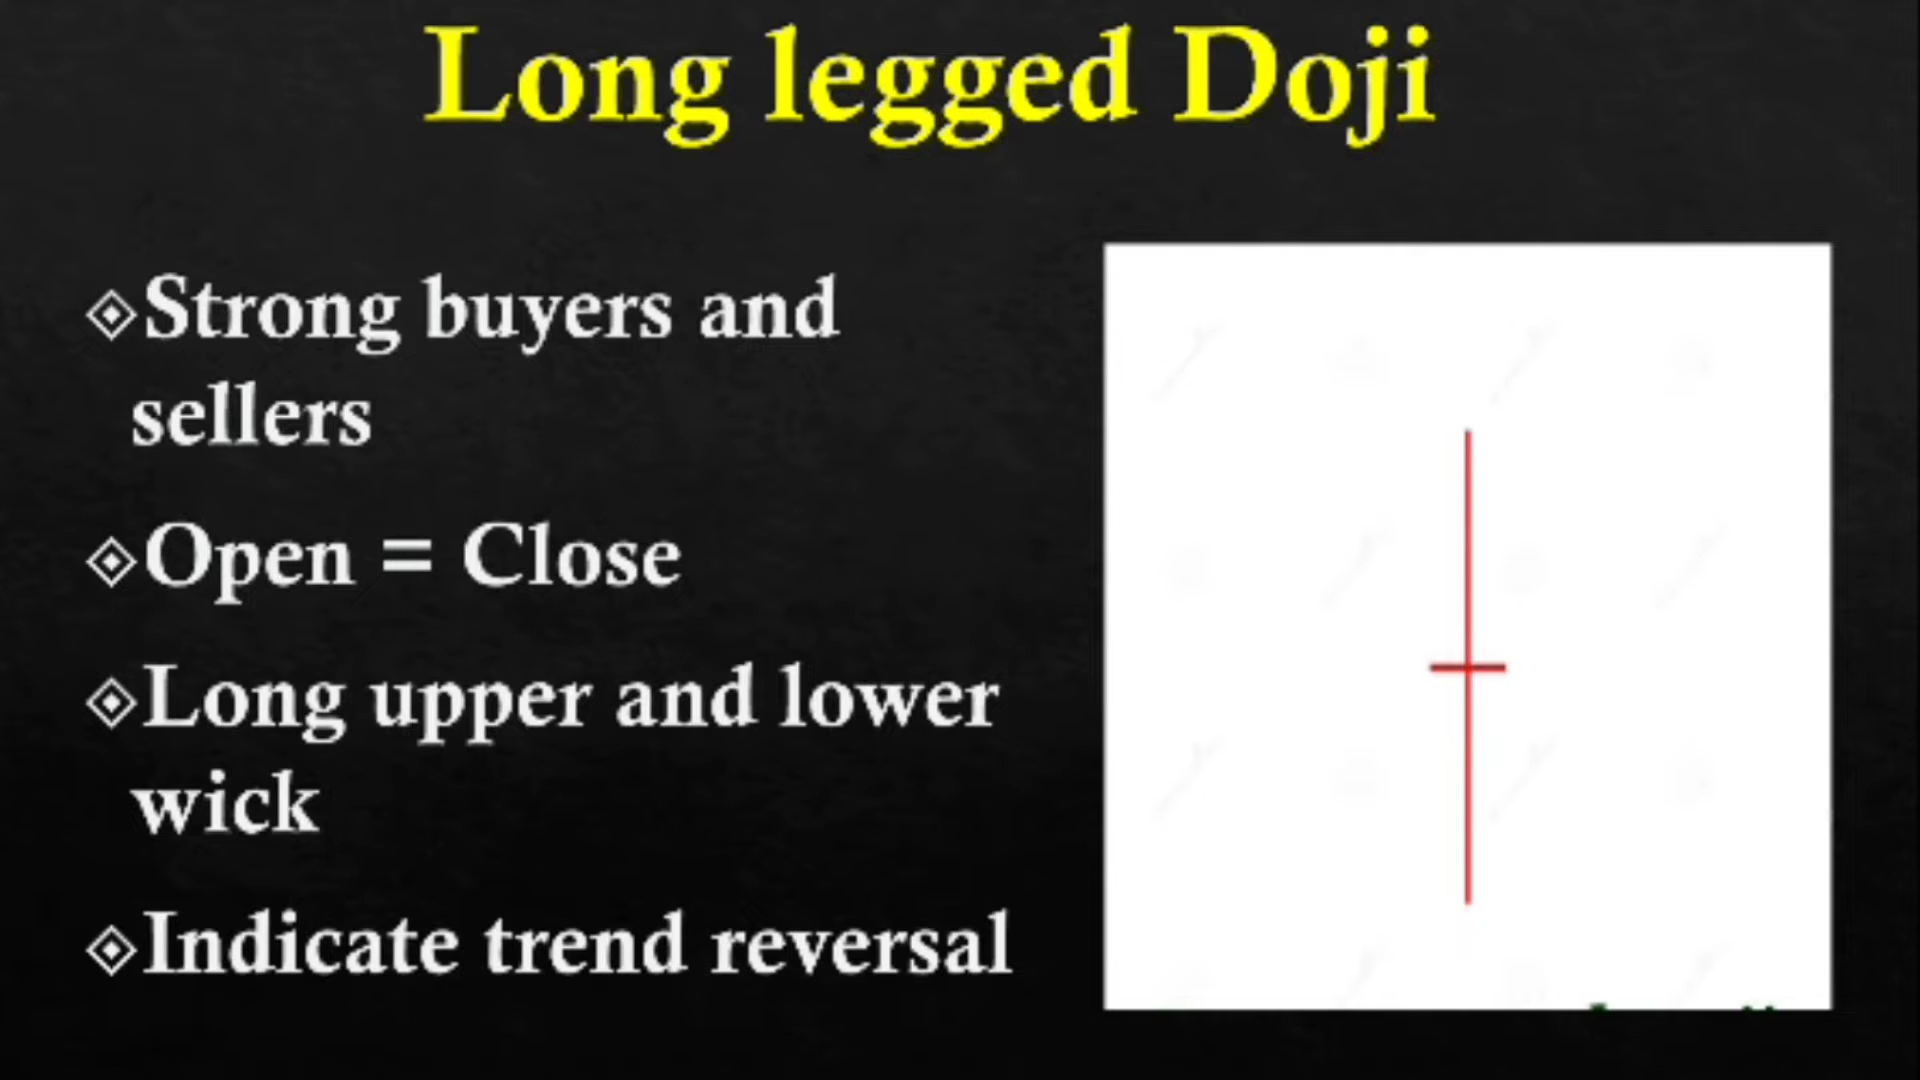 Long legged Doji
Strong buyers and
sellers
Open = Close
Long upper and lower
wick
Indicate trend reversal